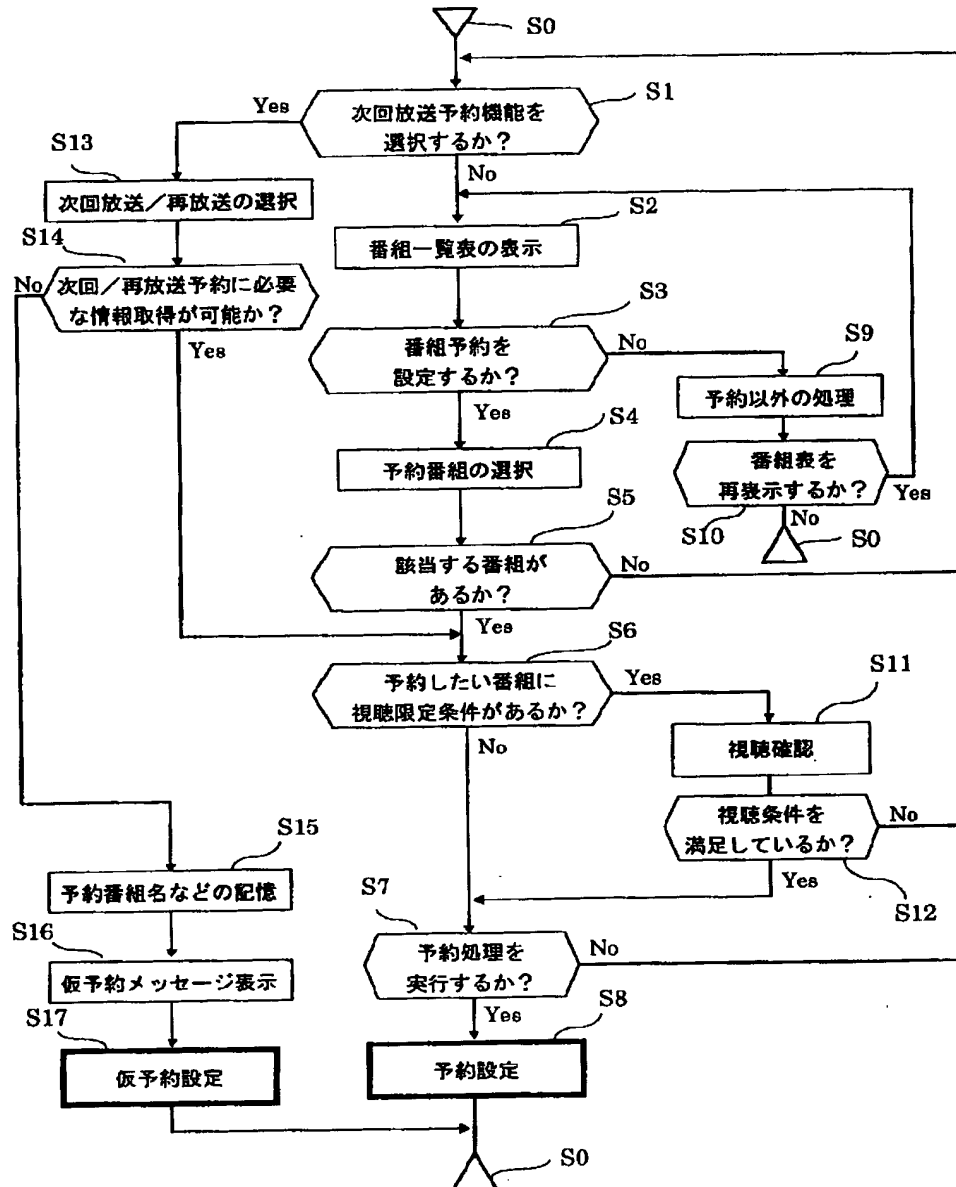 S0
S1
次回放送予約機能を
選択するか？
Yes
No
S13
次回放送／再放送の選択
S2
番組一覧表の表示
S14
次回／再放送予約に必要
な情報取得が可能か？
No
Yes
S3
番組予約を
設定するか？
No
Yes
S9
予約以外の処理
S4
予約番組の選択
番組表を
再表示するか？
Yes
S10
No
S0
S5
該当する番組が
あるか？
No
Yes
S6
予約したい番組に
視聴限定条件があるか？
Yes
No
S11
視聴確認
視聴条件を
満足しているか？
No
Yes
S12
S15
予約番組名などの記憶
S7
予約処理を
実行するか？
No
Yes
S16
仮予約メッセージ表示
S17
仮予約設定
S8
予約設定
S0